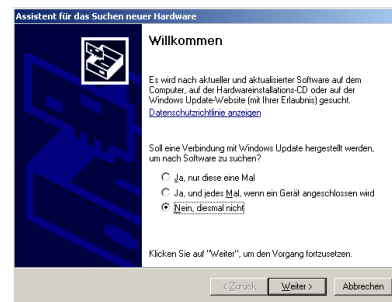 Assistent für das Suchen neuer Hardware
Willkommen
Es wird nach aktueller und aktualisierter Software auf dem
Computer, auf der Hardwareinstallations-CD oder auf der
Windows Update-Website (mit Ihrer Erlaubnis) gesucht.
Datenschutzrichtlinie anzeigen
Soll eine Verbindung mit Windows Update hergestellt werden,
um nach Software zu suchen?
Ja, nur diese eine Mal
Ja, und jedes Mal, wenn ein Gerät angeschlossen wird
Nein, diesmal nicht
Klicken Sie auf "Weiter", um den Vorgang fortzusetzen.
< Zurück Weiter > Abbrechen